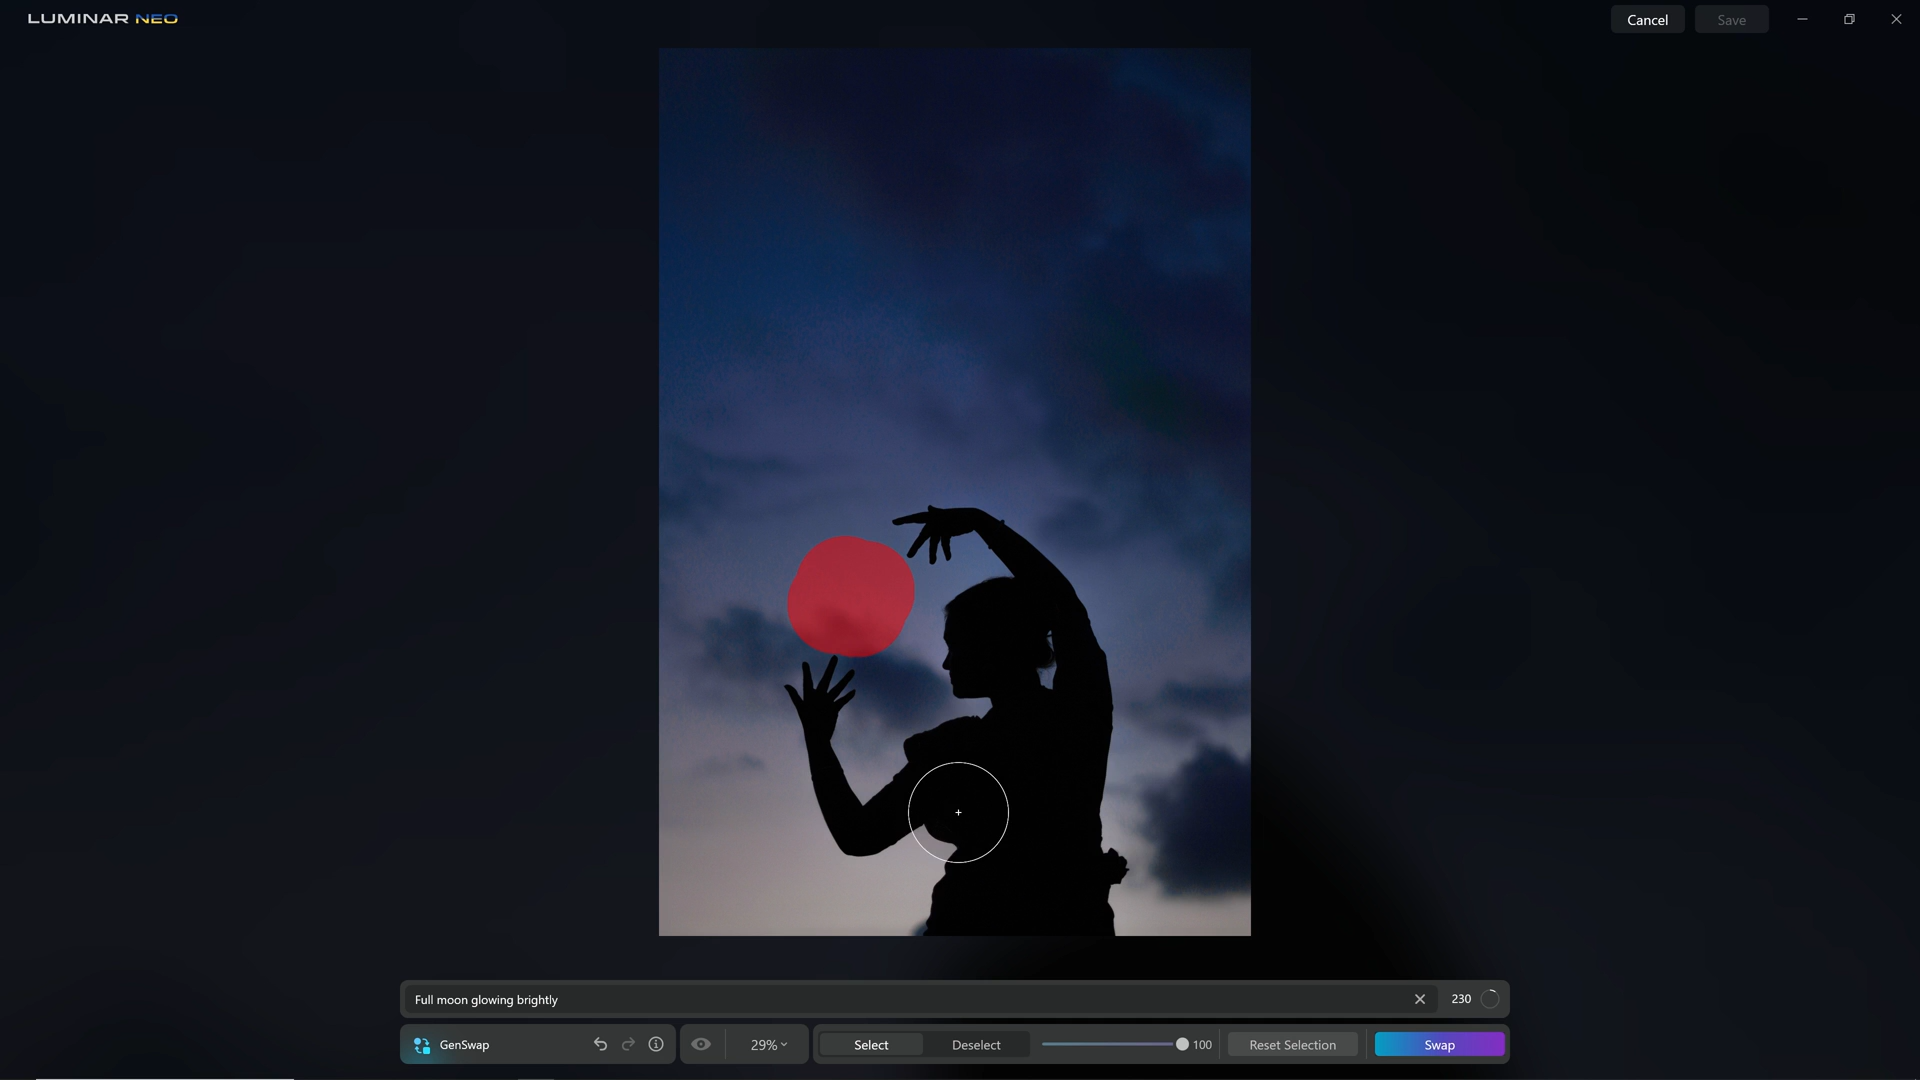 LUMINAR NEO
Cancel
Save
Full moon glowing brightly
230
GenSwap
29%
Select
Deselect
100
Reset Selection
Swap